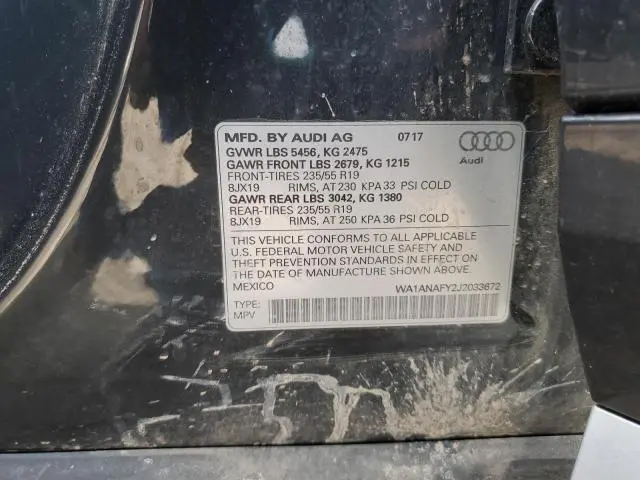 MFD. BY AUDI AG 0717
GVWR LBS 5456, KG 2475
GAWR FRONT LBS 2679, KG 1215
FRONT-TIRES 235/55 R19
8JX19 RIMS, AT 230 KPA 33 PSI COLD
GAWR REAR LBS 3042, KG 1380
REAR-TIRES 235/55 R19
8JX19 RIMS, AT 250 KPA 36 PSI COLD
Audi
THIS VEHICLE CONFORMS TO ALL APPLICABLE
U.S. FEDERAL MOTOR VEHICLE SAFETY AND
THEFT PREVENTION STANDARDS IN EFFECT ON
THE DATE OF MANUFACTURE SHOWN ABOVE.
MEXICO WA1ANAFY2J2033672
TYPE:
MPV